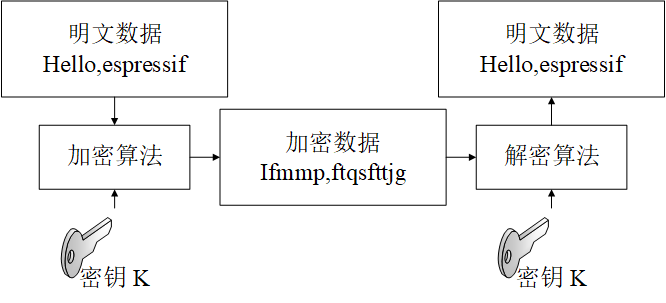 明文数据
Hello,espressif
明文数据
Hello,espressif
加密算法
加密数据
Ifmmp,ftqsfttjg
解密算法
密钥 K
密钥 K